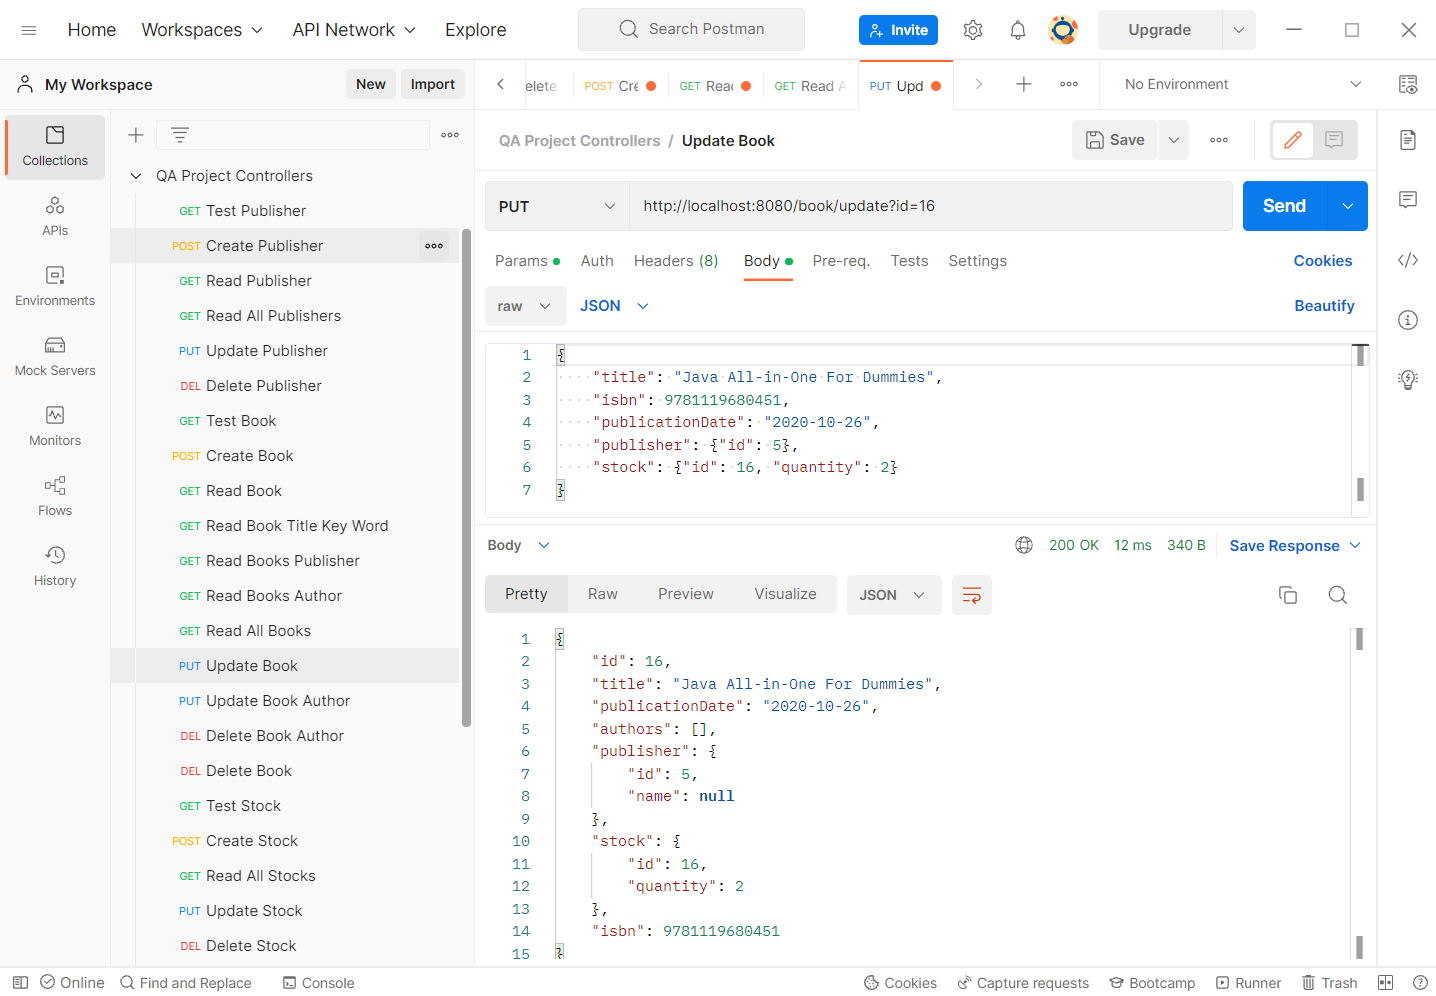 Home Workspaces API Network Explore Search Postman Invite Upgrade
My Workspace New Import
elete POST Cre GET Read GET Read A PUT Upd No Environment
Collections
APIs
Environments
Mock Servers
Monitors
Flows
History
QA Project Controllers
GET Test Publisher
POST Create Publisher
GET Read Publisher
GET Read All Publishers
PUT Update Publisher
DEL Delete Publisher
GET Test Book
POST Create Book
GET Read Book
GET Read Book Title Key Word
GET Read Books Publisher
GET Read Books Author
GET Read All Books
PUT Update Book
PUT Update Book Author
DEL Delete Book Author
DEL Delete Book
GET Test Stock
POST Create Stock
GET Read All Stocks
PUT Update Stock
DEL Delete Stock
QA Project Controllers / Update Book Save
PUT http://localhost:8080/book/update?id=16 Send
Params Auth Headers (8) Body Pre-req. Tests Settings Cookies
raw JSON Beautify
1 {
2 "title": "Java All-in-One For Dummies",
3 "isbn": 9781119680451,
4 "publicationDate": "2020-10-26",
5 "publisher": {"id": 5},
6 "stock": {"id": 16, "quantity": 2}
7 }
Body 200 OK 12 ms 340 B Save Response
Pretty Raw Preview Visualize JSON
1 {
2 "id": 16,
3 "title": "Java All-in-One For Dummies",
4 "publicationDate": "2020-10-26",
5 "authors": [],
6 "publisher": {
7 "id": 5,
8 "name": null
9 },
10 "stock": {
11 "id": 16,
12 "quantity": 2
13 },
14 "isbn": 9781119680451
15 }
Online Find and Replace Console Cookies Capture requests Bootcamp Runner Trash